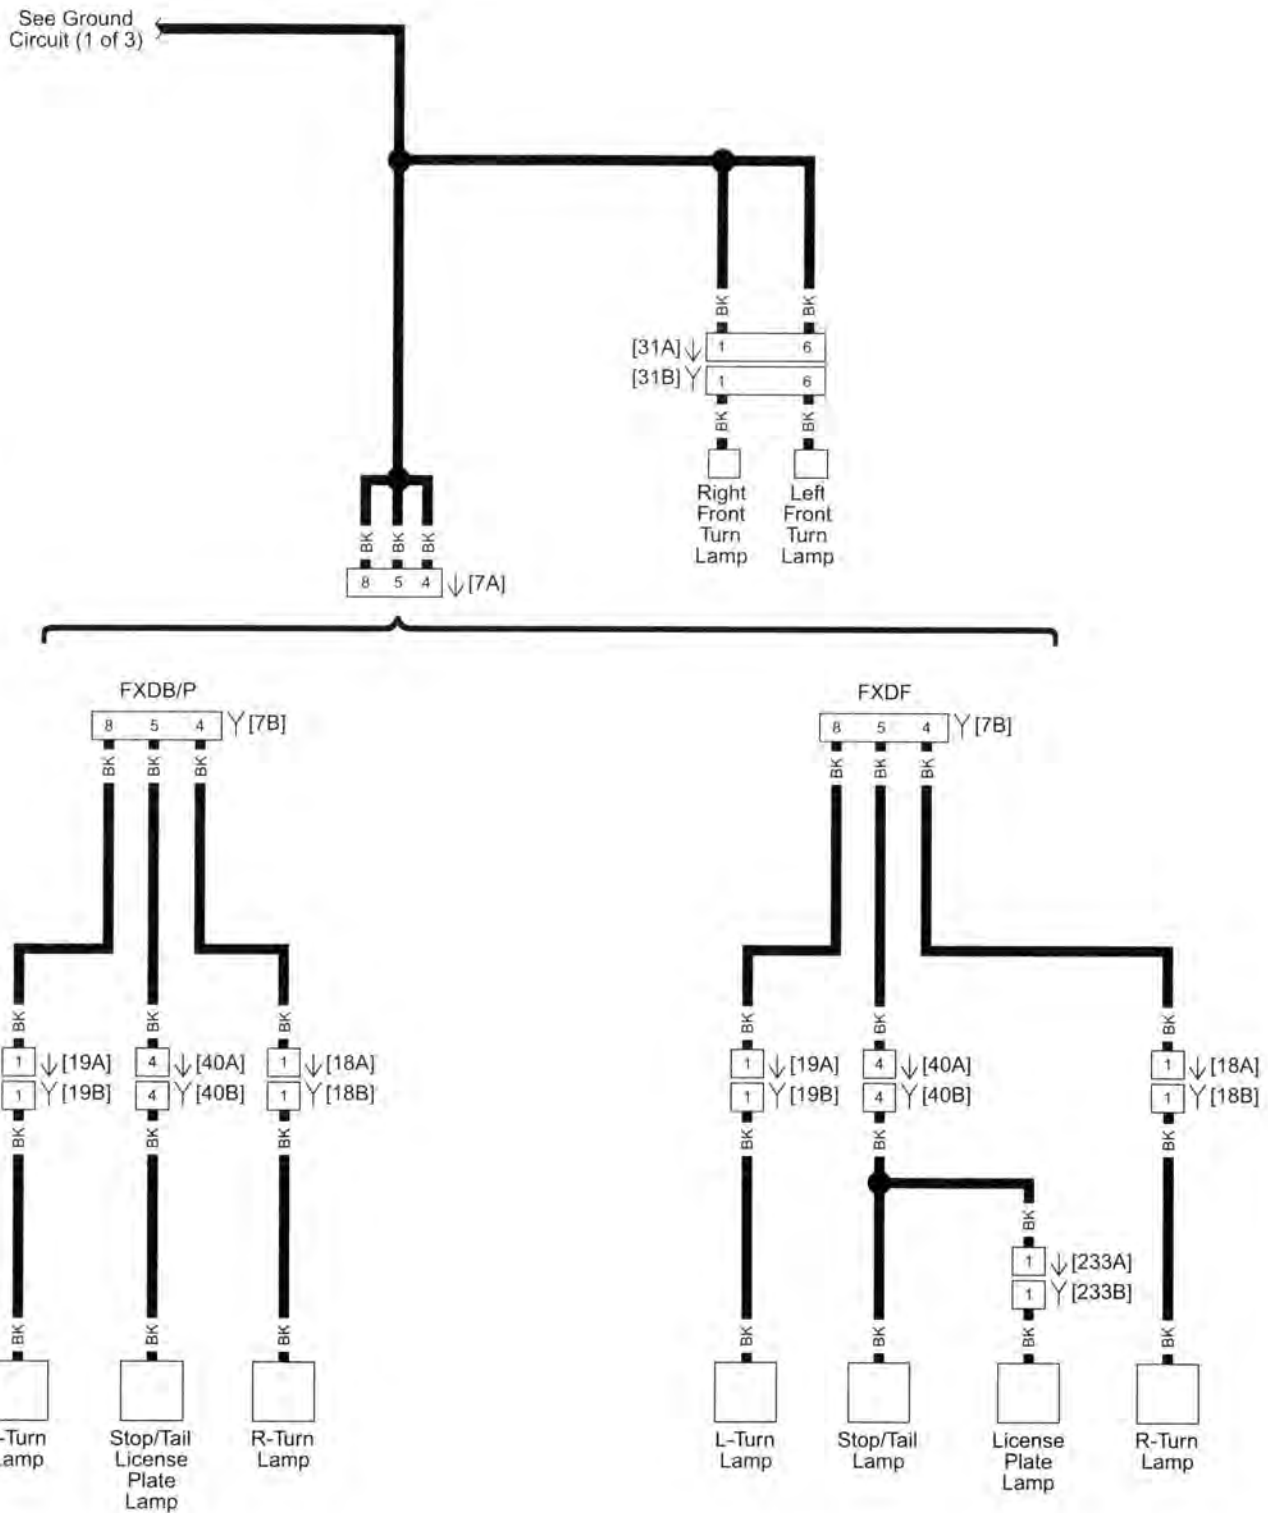 See Ground
Circuit (1 of 3)
BK BK
[31A] 1 6
[31B] 1 6
BK BK
Right
Front
Turn
Lamp
Left
Front
Turn
Lamp
BK BK BK
8 5 4 [7A]
FXDB/P
8 5 4 [7B]
BK BK BK
FXDF
8 5 4 [7B]
BK BK BK
BK BK BK
1 [19A] 4 [40A] 1 [18A]
1 [19B] 4 [40B] 1 [18B]
BK BK BK
BK BK BK
1 [19A] 4 [40A] 1 [18A]
1 [19B] 4 [40B] 1 [18B]
BK BK BK
BK
1 [233A]
1 [233B]
BK BK BK
BK BK BK BK
-Turn
amp
Stop/Tail
License
Plate
Lamp
R-Turn
Lamp
L-Turn
Lamp
Stop/Tail
Lamp
License
Plate
Lamp
R-Turn
Lamp